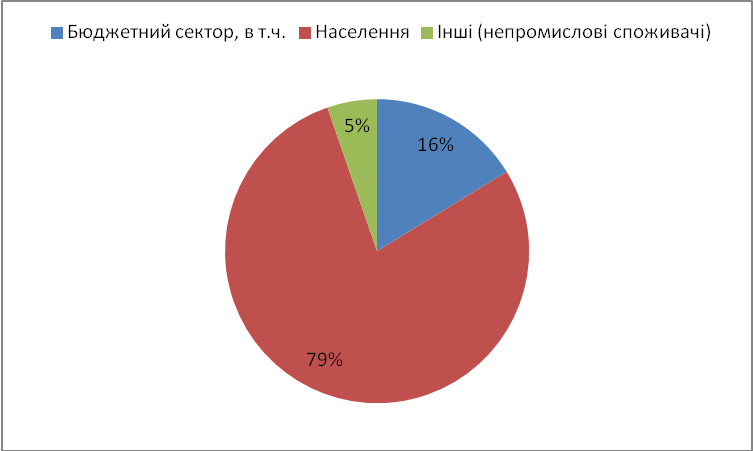 Бюджетний сектор, в т.ч. Населення Інші (непромислові споживачі)
5%
16%
79%